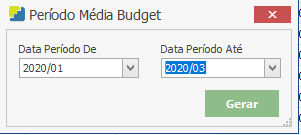 Período Média Budget
Data Período De Data Período Até
2020/01 2020/03
Gerar